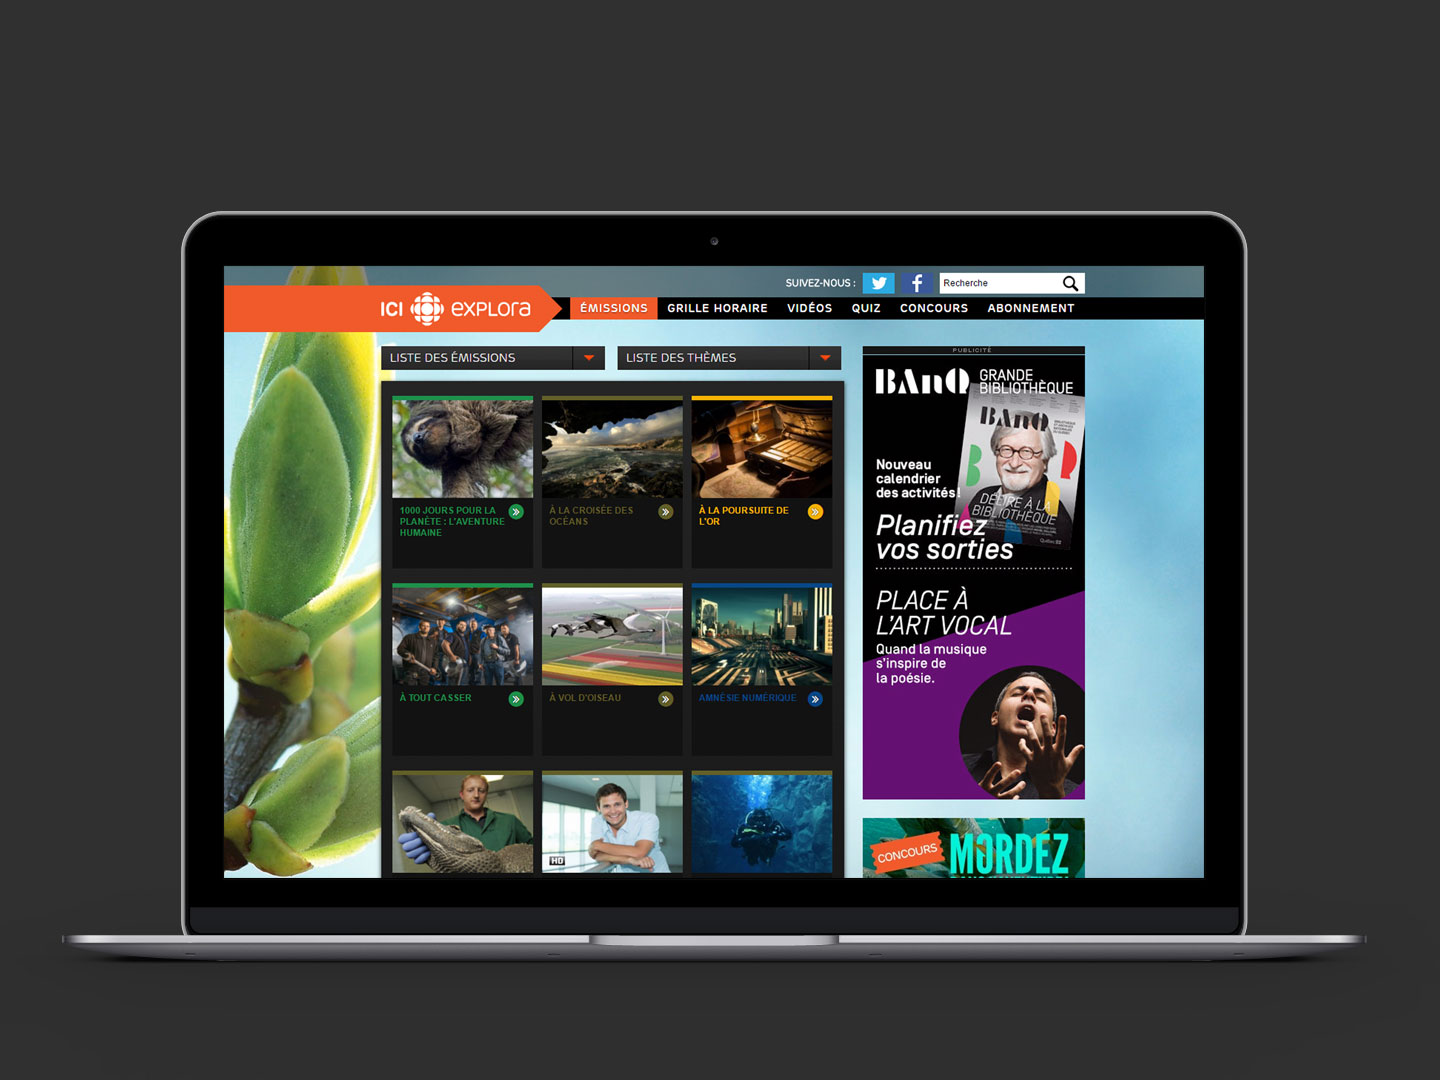 SUIVEZ-NOUS :
Recherche
ICI explora
ÉMISSIONS GRILLE HORAIRE VIDÉOS QUIZ CONCOURS ABONNEMENT
LISTE DES ÉMISSIONS
LISTE DES THÈMES
1000 JOURS POUR LA
PLANÈTE : L'AVENTURE
HUMAINE
À LA CROISÉE DES
OCÉANS
À LA POURSUITE DE
L'OR
À TOUT CASSER
À VOL D'OISEAU
AMNÉSIE NUMÉRIQUE
HD
PUBLICITÉ
BAnQ GRANDE
BIBLIOTHÈQUE
BAnQ
Nouveau
calendrier
des activités!
DÉLIRE À LA
BIBLIOTHÈQUE
Québec
Planifiez
vos sorties
PLACE À
L'ART VOCAL
Quand la musique
s'inspire de
la poésie.
CONCOURS
MORDEZ